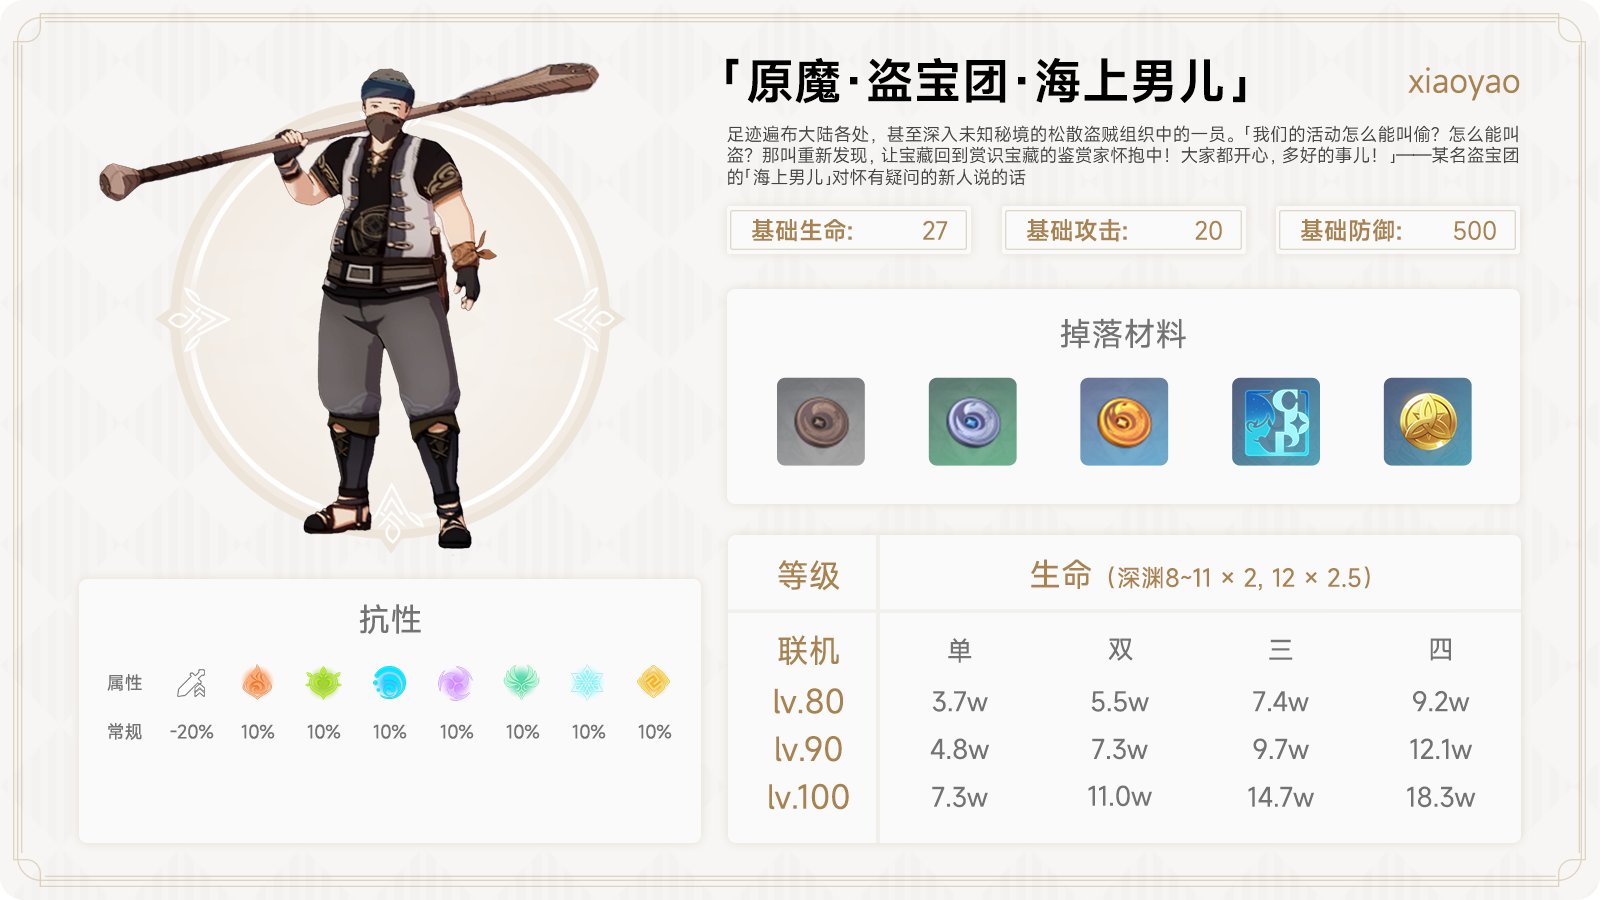 「原魔·盗宝团·海上男儿」
xiaoyao
足迹遍布大陆各处，甚至深入未知秘境的松散盗贼组织中的一员。「我们的活动怎么能叫偷？怎么能叫
盗？那叫重新发现，让宝藏回到赏识宝藏的鉴赏家怀抱中！大家都开心，多好的事儿！」——某名盗宝团
的「海上男儿」对怀有疑问的新人说的话
基础生命: 27
基础攻击: 20
基础防御: 500
掉落材料
抗性
属性
常规 -20% 10% 10% 10% 10% 10% 10% 10%
等级 生命（深渊8~11 × 2, 12 × 2.5）
联机 单 双 三 四
lv.80 3.7w 5.5w 7.4w 9.2w
lv.90 4.8w 7.3w 9.7w 12.1w
lv.100 7.3w 11.0w 14.7w 18.3w